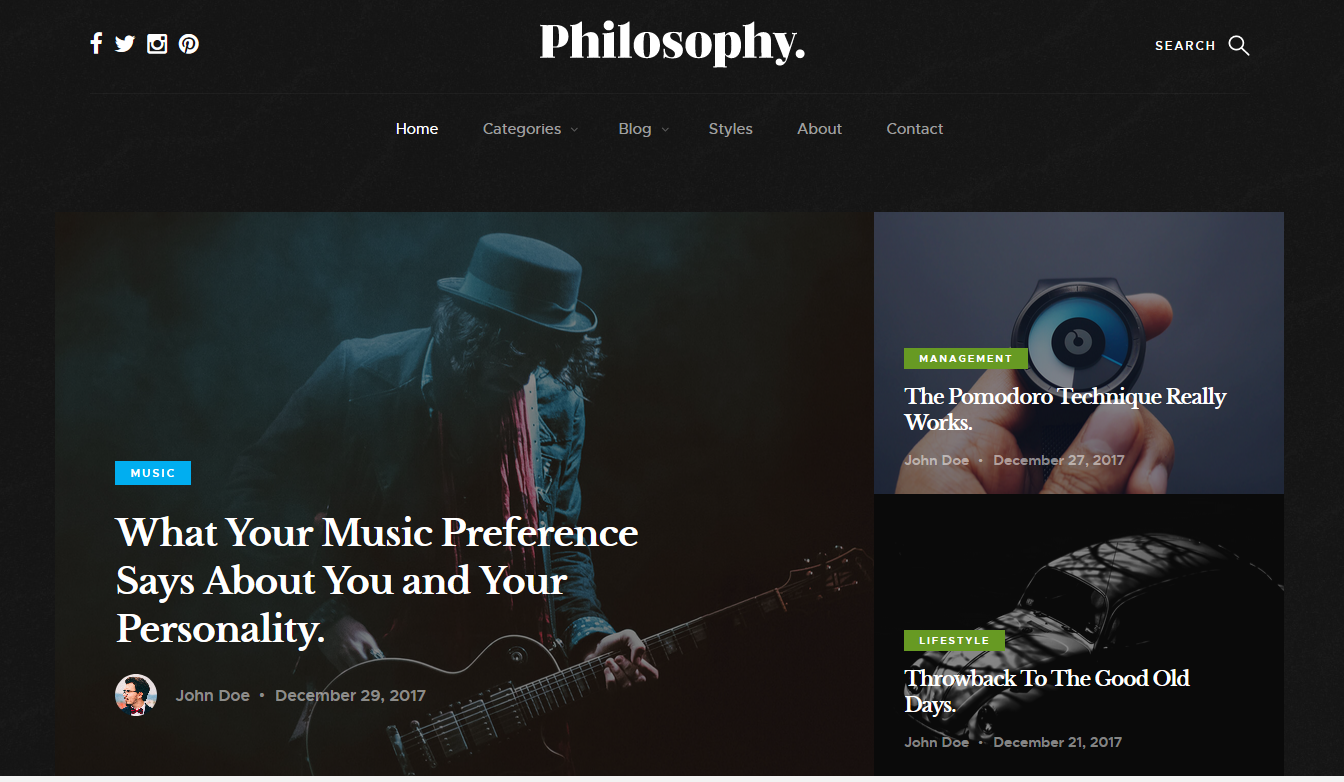 Philosophy.
SEARCH
Home Categories Blog Styles About Contact
MUSIC
What Your Music Preference
Says About You and Your
Personality.
John Doe • December 29, 2017
MANAGEMENT
The Pomodoro Technique Really
Works.
John Doe • December 27, 2017
LIFESTYLE
Throwback To The Good Old
Days.
John Doe • December 21, 2017